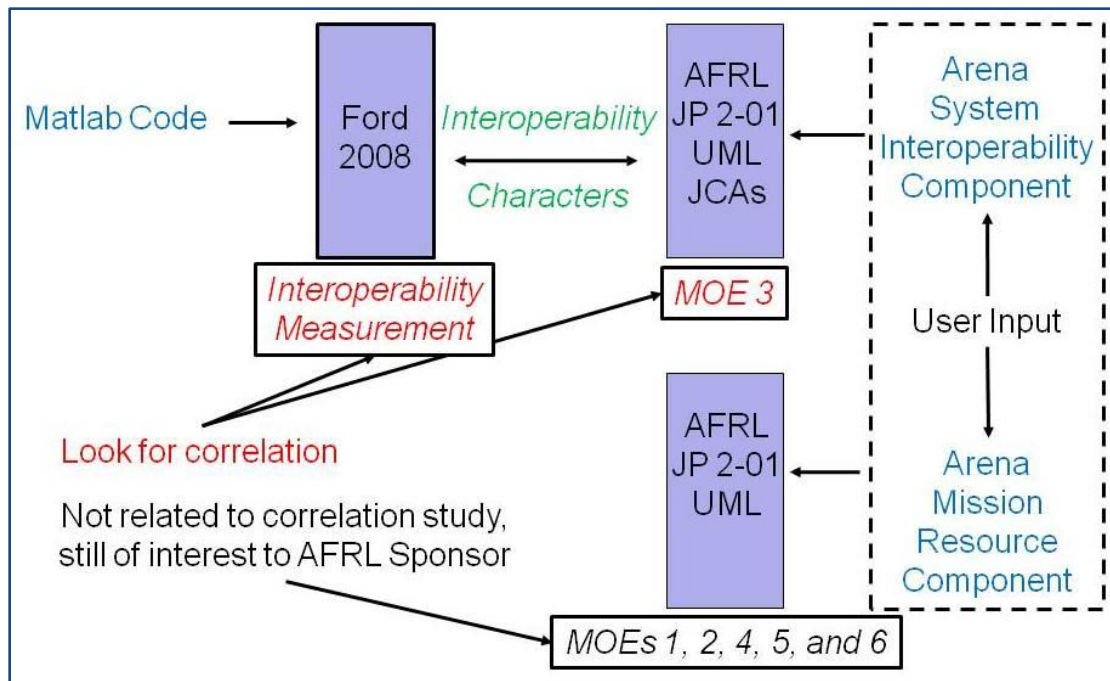 Matlab Code
Ford
2008
Interoperability
Characters
AFRL
JP 2-01
UML
JCAs
Arena
System
Interoperability
Component
Interoperability
Measurement
MOE 3
User Input
Look for correlation
Not related to correlation study,
still of interest to AFRL Sponsor
AFRL
JP 2-01
UML
Arena
Mission
Resource
Component
MOEs 1, 2, 4, 5, and 6